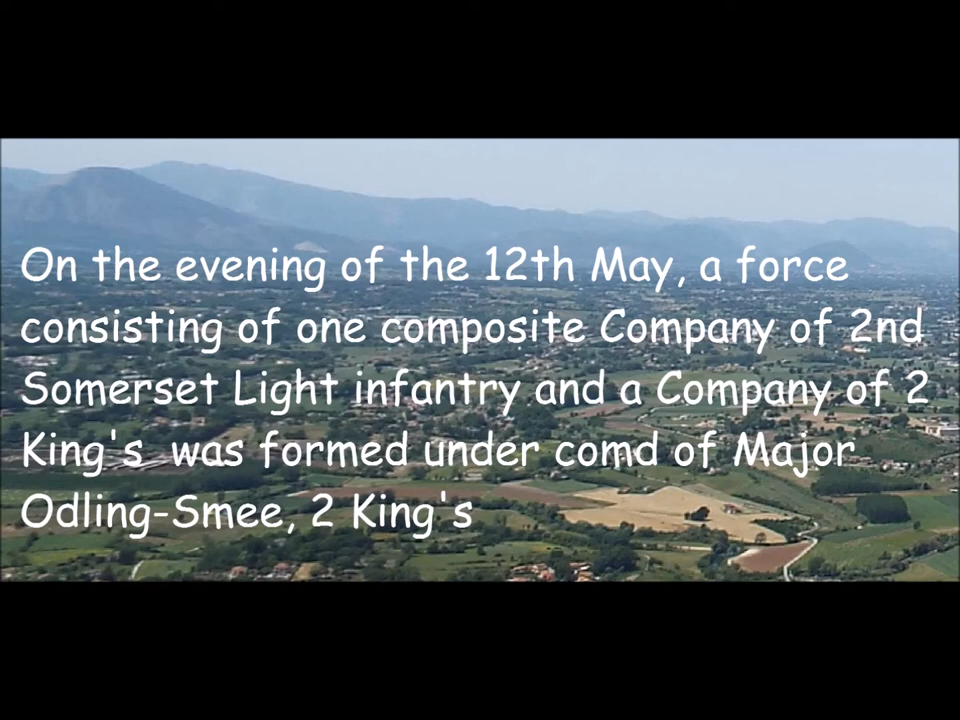 On the evening of the 12th May, a force
consisting of one composite Company of 2nd
Somerset Light infantry and a Company of 2
King's was formed under comd of Major
Odling-Smee, 2 King's